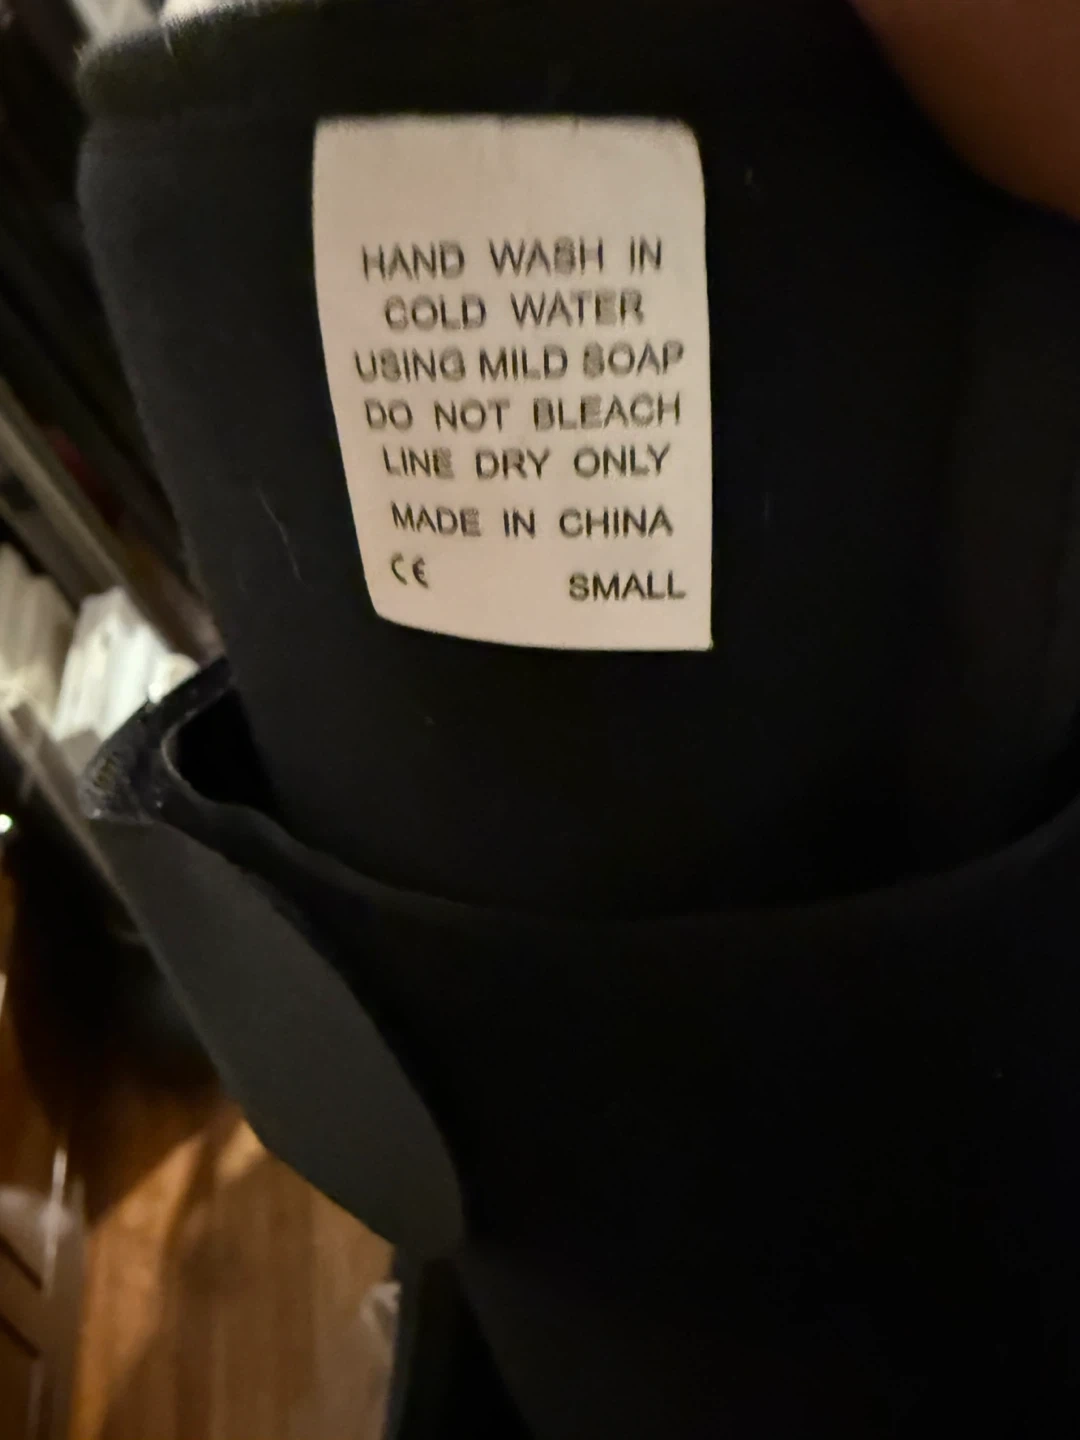 HAND WASH IN
COLD WATER
USING MILD SOAP
DO NOT BLEACH
LINE DRY ONLY
MADE IN CHINA
CE SMALL